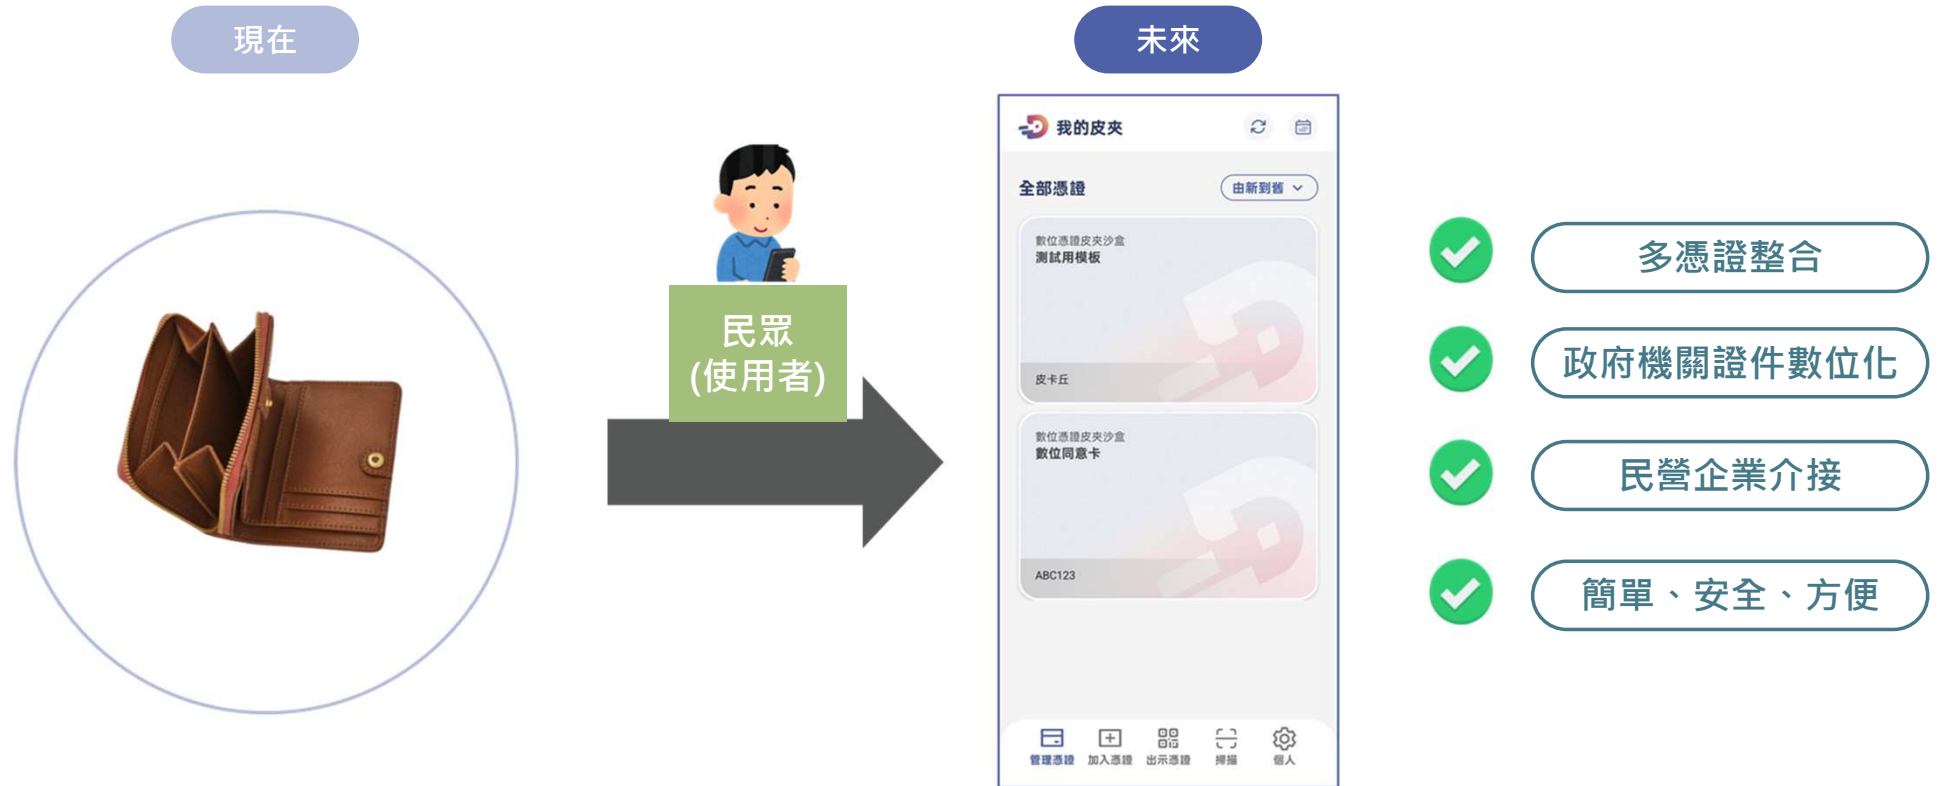 現在
未來
民眾
(使用者)
我的皮夾
全部憑證
由新到舊
數位憑證皮夾沙盒
測試用模板
皮卡丘
數位憑證皮夾沙盒
數位同意卡
ABC123
管理憑證
加入憑證
出示憑證
掃描
個人
多憑證整合
政府機關證件數位化
民營企業介接
簡單、安全、方便